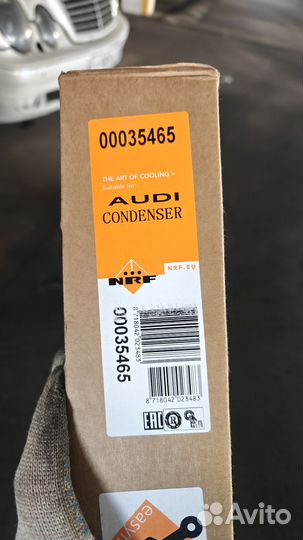 00035465
THE ART OF COOLING
Suitable for:
AUDI
CONDENSER
NRF
NRF.EU
00035465
8718042023483
8 718042 023483
EAC
easy
Avito